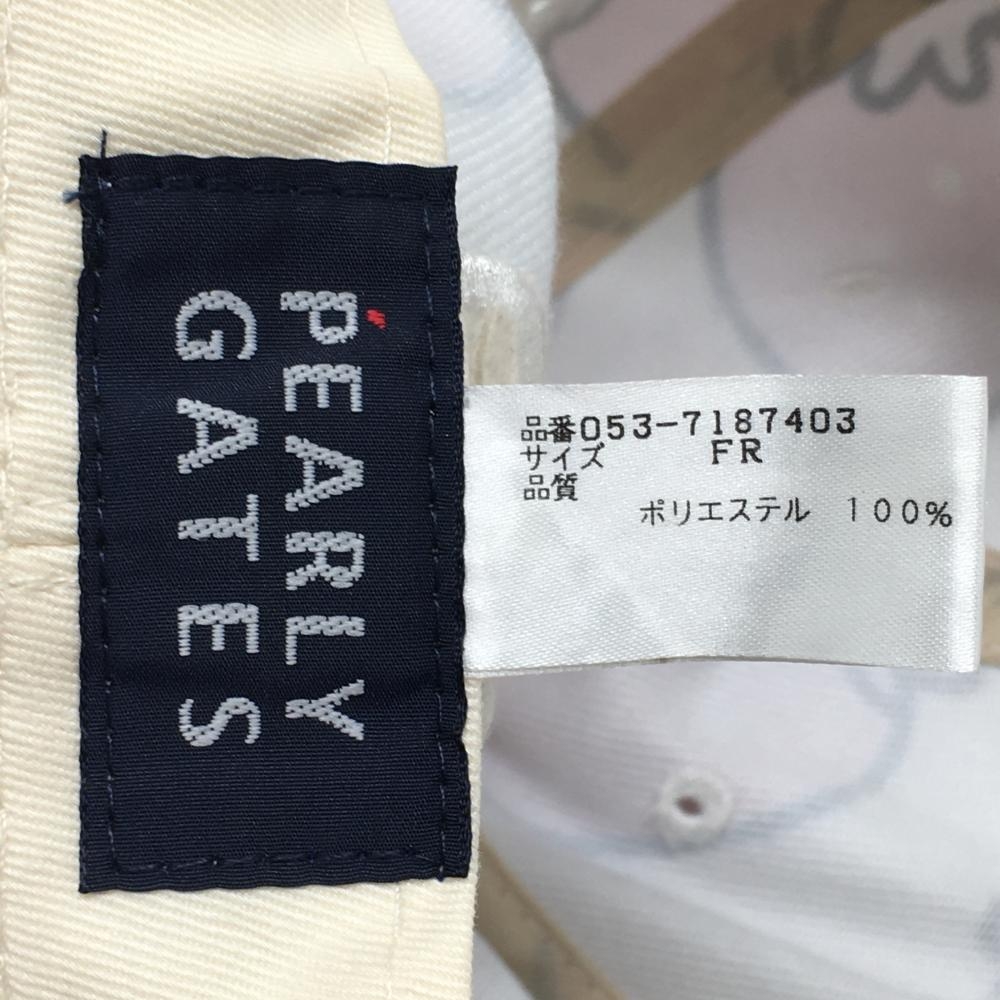 PEARLY
GATES
品番053-7187403
サイズ FR
品質
ポリエステル 100%